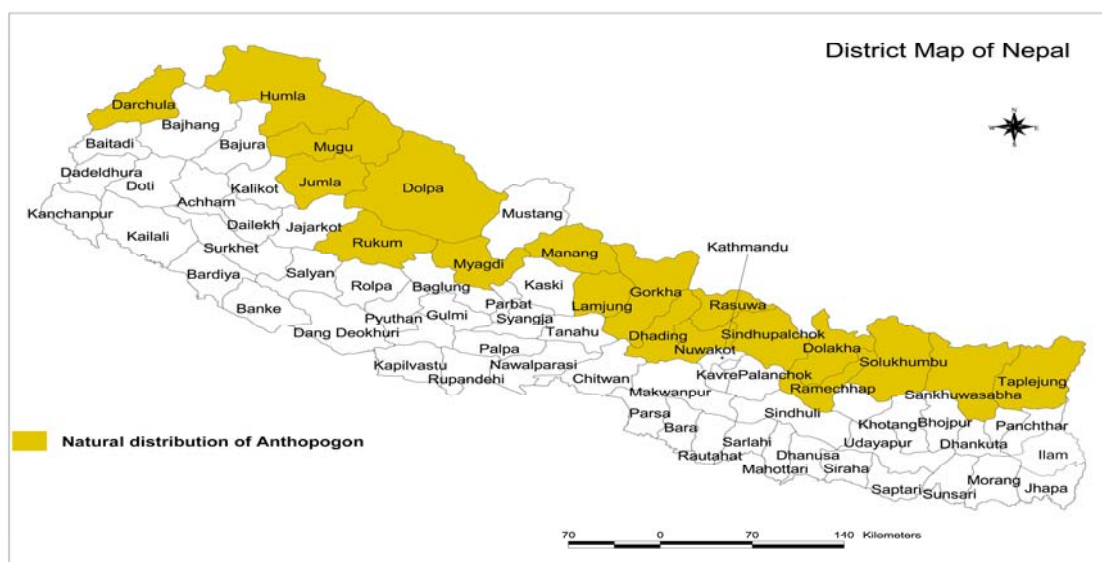 District Map of Nepal
Humla
Darchula
Bajhang
N
W E
S
Baitadi
Bajura
Mugu
Dadeldhura
Doti
Kalikot
Jumla
Dolpa
Achham
Kanchanpur
Mustang
Dailekh
Jajarkot
Kailali
Rukum
Kathmandu
Surkhet
Manang
Myagdi
Bardiya
Salyan
Kaski
Rolpa
Baglung
Gorkha
Rasuwa
Banke
Parbat
Lamjung
Pyuthan
Gulmi
Syangja
Sindhupalchok
Dang Deokhuri
Tanahu
Dhading
Dolakha
Palpa
Nuwakot
Solukhumbu
Kapilvastu
Nawalparasi
KavrePalanchok
Taplejung
Rupandehi
Chitwan
Ramechhap
Makwanpur
Sankhuwasabha
Parsa
Sindhuli
Khotang
Bhojpur
Panchthar
Bara
Natural distribution of Anthopogon
Sarlahi
Udayapur
Dhankuta
Rautahat
Dhanusa
Ilam
Mahottari
Siraha
Saptari
Sunsari
Morang
Jhapa
70 0 70 140 Kilometers